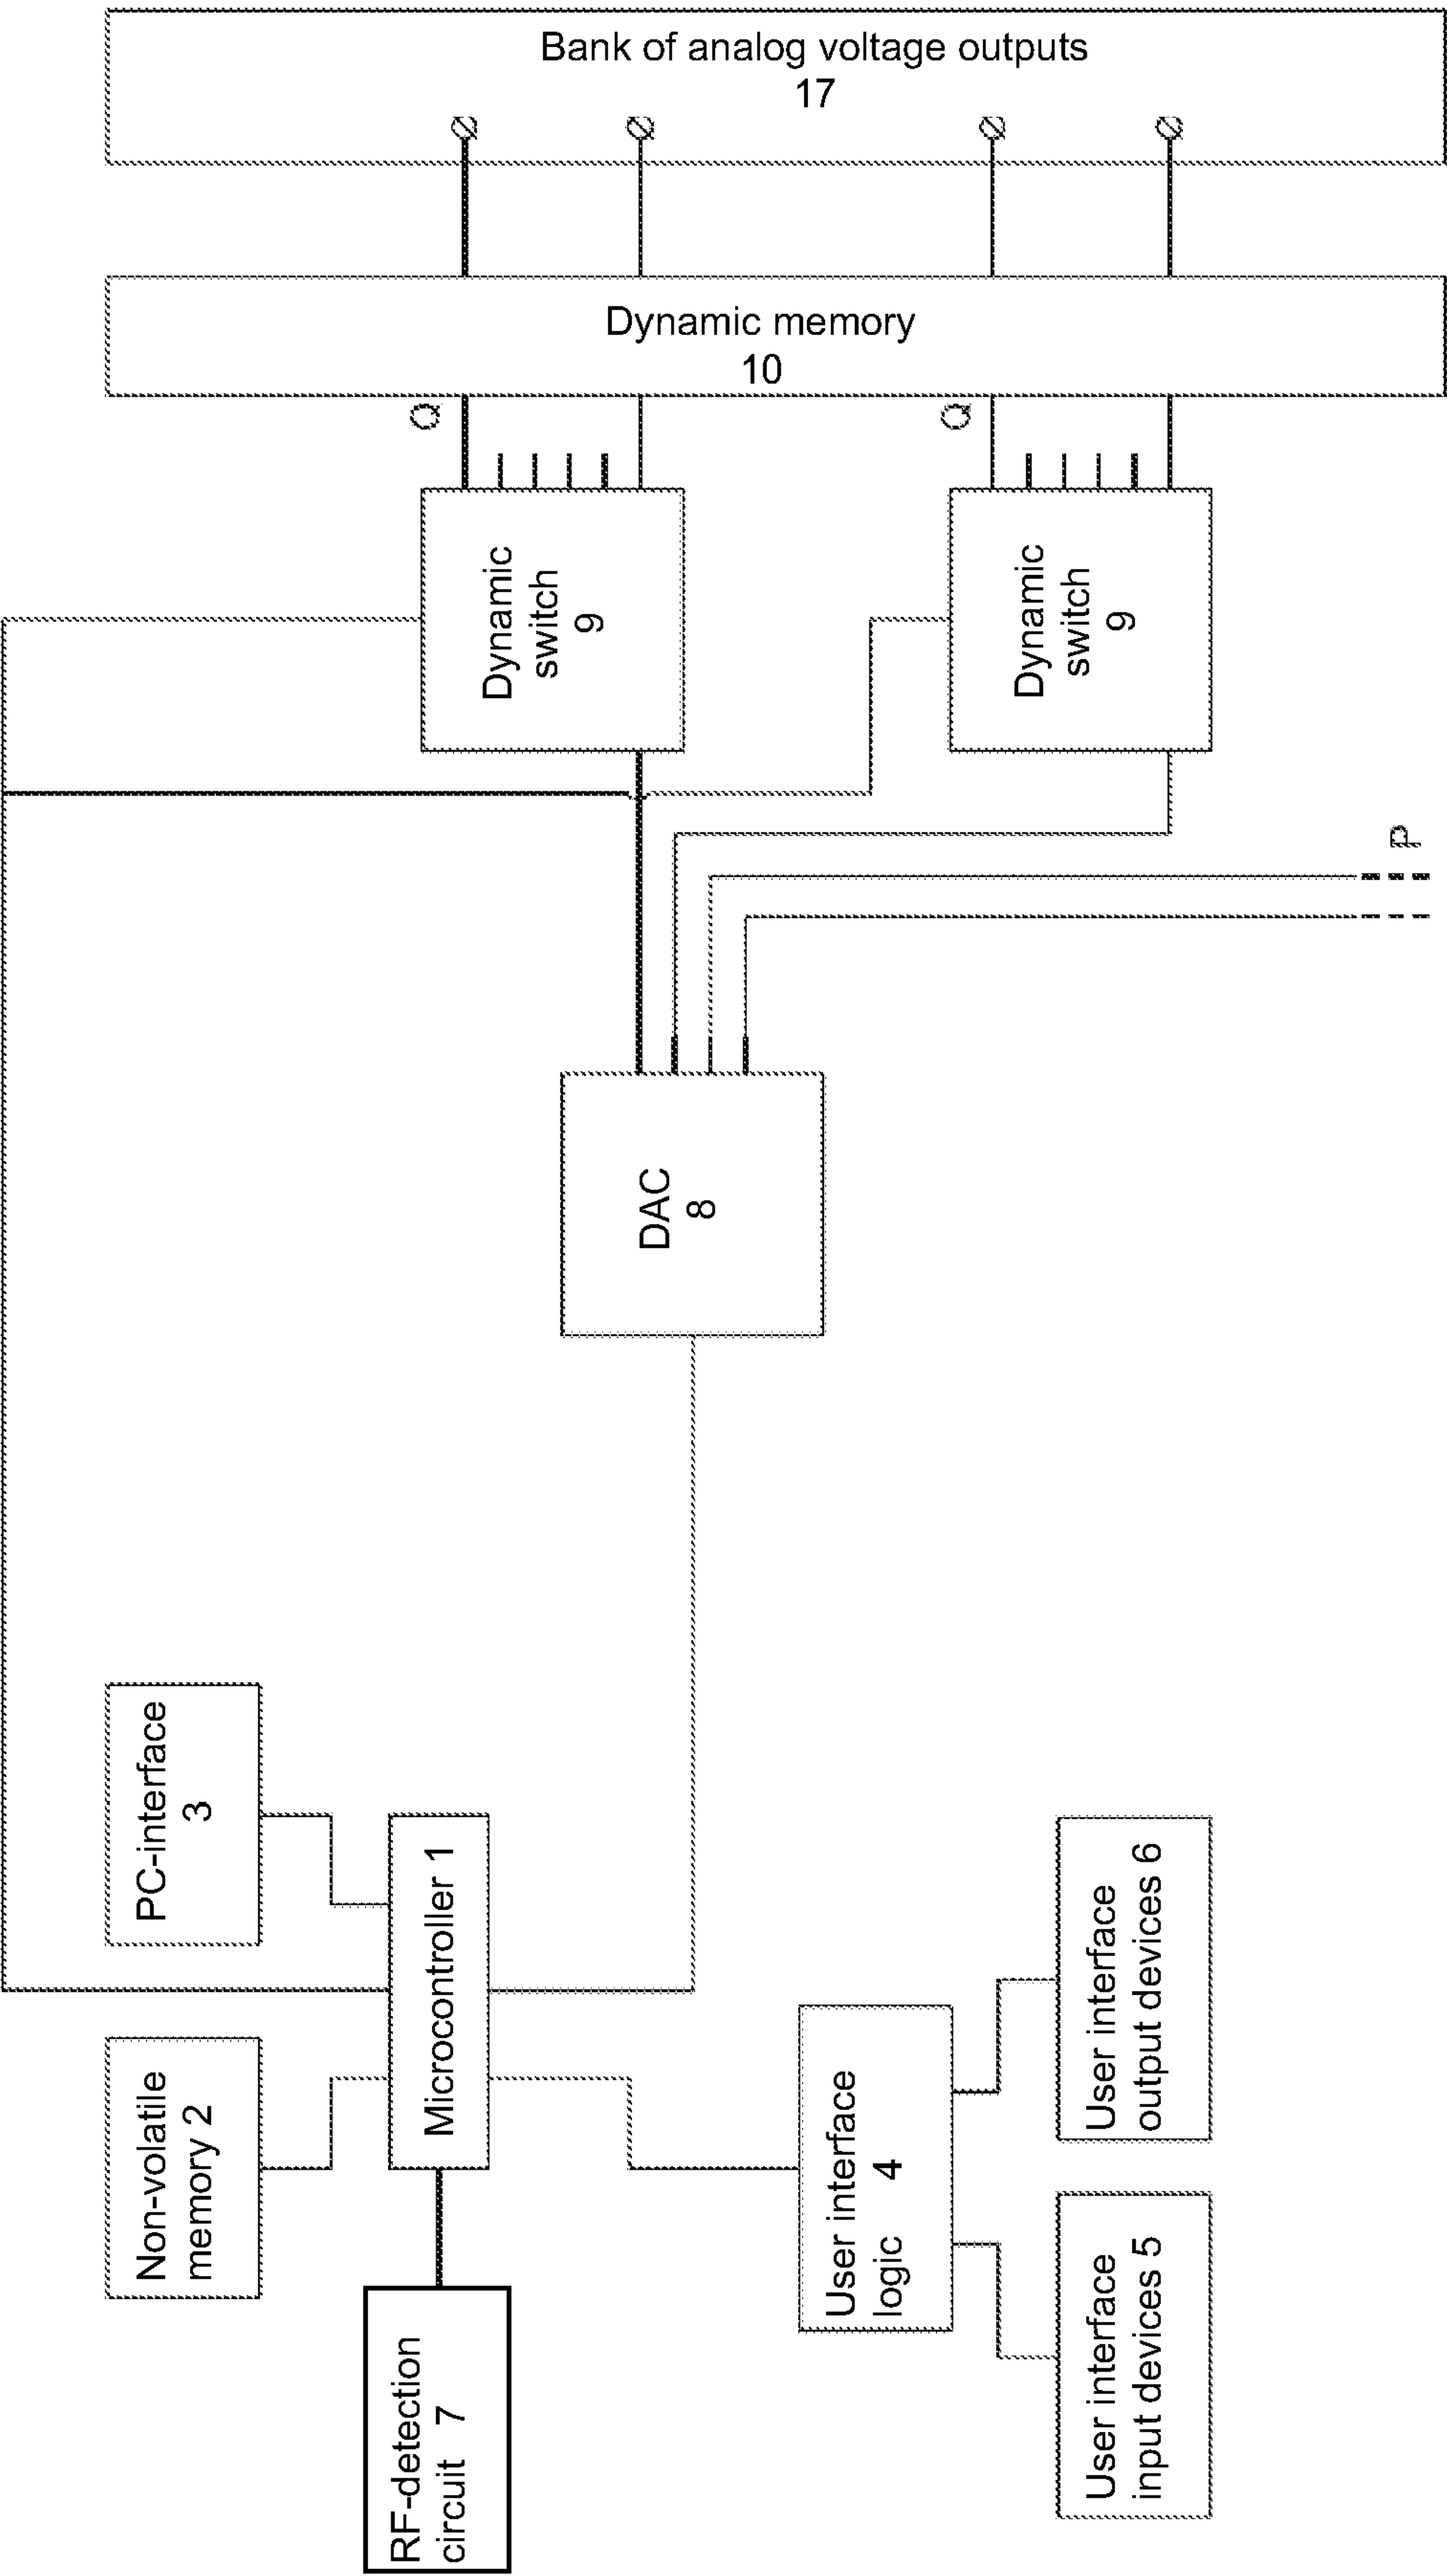 Bank of analog voltage outputs
17
Dynamic memory
10
Q
Q
Dynamic
switch
9
Dynamic
switch
9
P
DAC
8
PC-interface
3
Microcontroller 1
Non-volatile
memory 2
RF-detection
circuit 7
User interface
logic 4
User interface
output devices 6
User interface
input devices 5